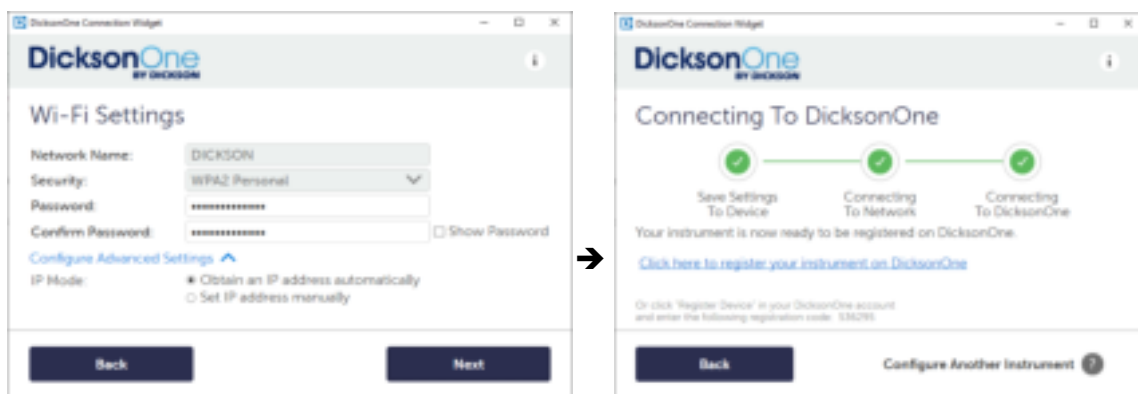 DicksonOne Connection Widget
DicksonOne
BY DICKSON
Wi-Fi Settings
Network Name: DICKSON
Security: WPA2 Personal
Password: •••••••••••••
Confirm Password: ••••••••••••• Show Password
Configure Advanced Settings
IP Mode: Obtain an IP address automatically
Set IP address manually
Back Next
➔
DicksonOne Connection Widget
DicksonOne
BY DICKSON
Connecting To DicksonOne
Save Settings To Device
Connecting To Network
Connecting To DicksonOne
Your instrument is now ready to be registered on DicksonOne.
Click here to register your instrument on DicksonOne
Or click 'Register Device' in your DicksonOne account
and enter the following registration code:
Back Configure Another Instrument ?